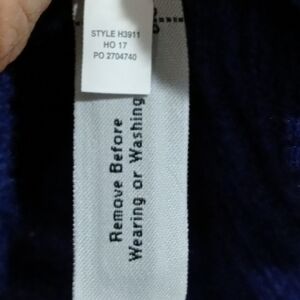 STYLE H3911
HO 17
PO 2704740
Remove Before
Wearing or Washing